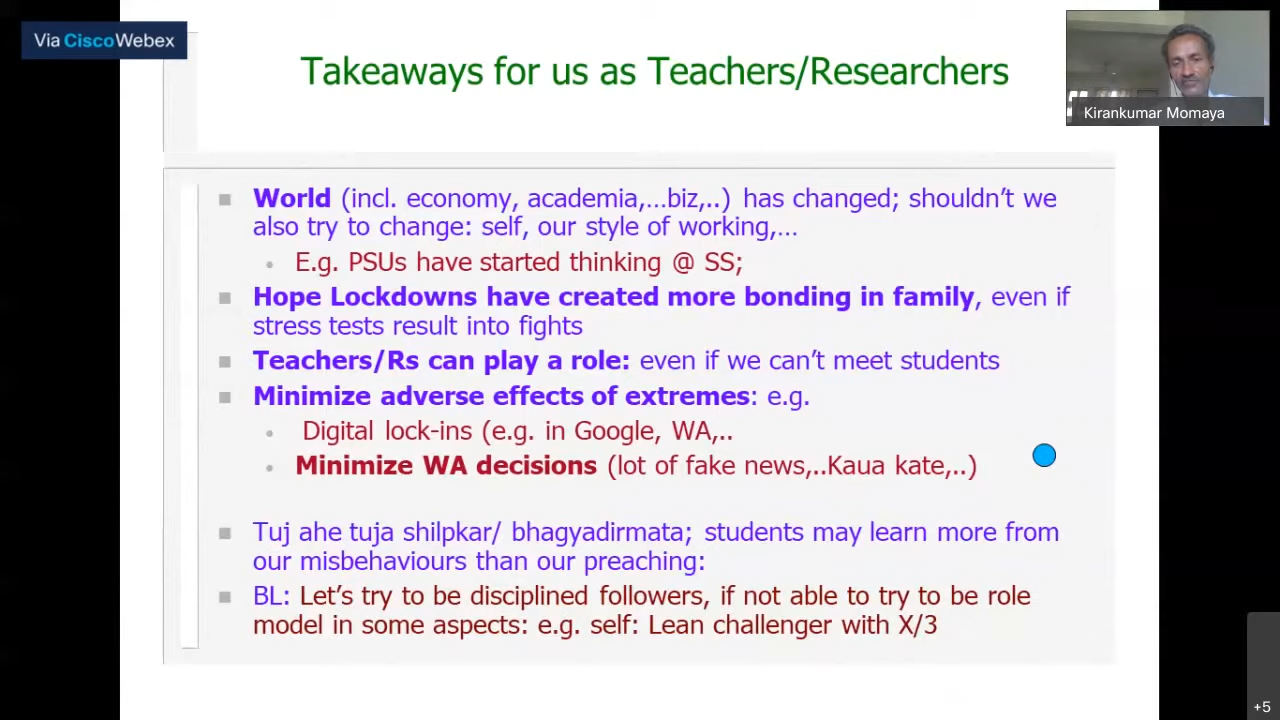 Via CiscoWebex
Takeaways for us as Teachers/Researchers
Kirankumar Momaya
World (incl. economy, academia,...biz,..) has changed; shouldn't we
also try to change: self, our style of working,...
E.g. PSUs have started thinking @ SS;
Hope Lockdowns have created more bonding in family, even if
stress tests result into fights
Teachers/Rs can play a role: even if we can't meet students
Minimize adverse effects of extremes: e.g.
Digital lock-ins (e.g. in Google, WA,..
Minimize WA decisions (lot of fake news,..Kaua kate,..)
Tuj ahe tuja shilpkar/ bhagyadirmata; students may learn more from
our misbehaviours than our preaching:
BL: Let's try to be disciplined followers, if not able to try to be role
model in some aspects: e.g. self: Lean challenger with X/3
+5